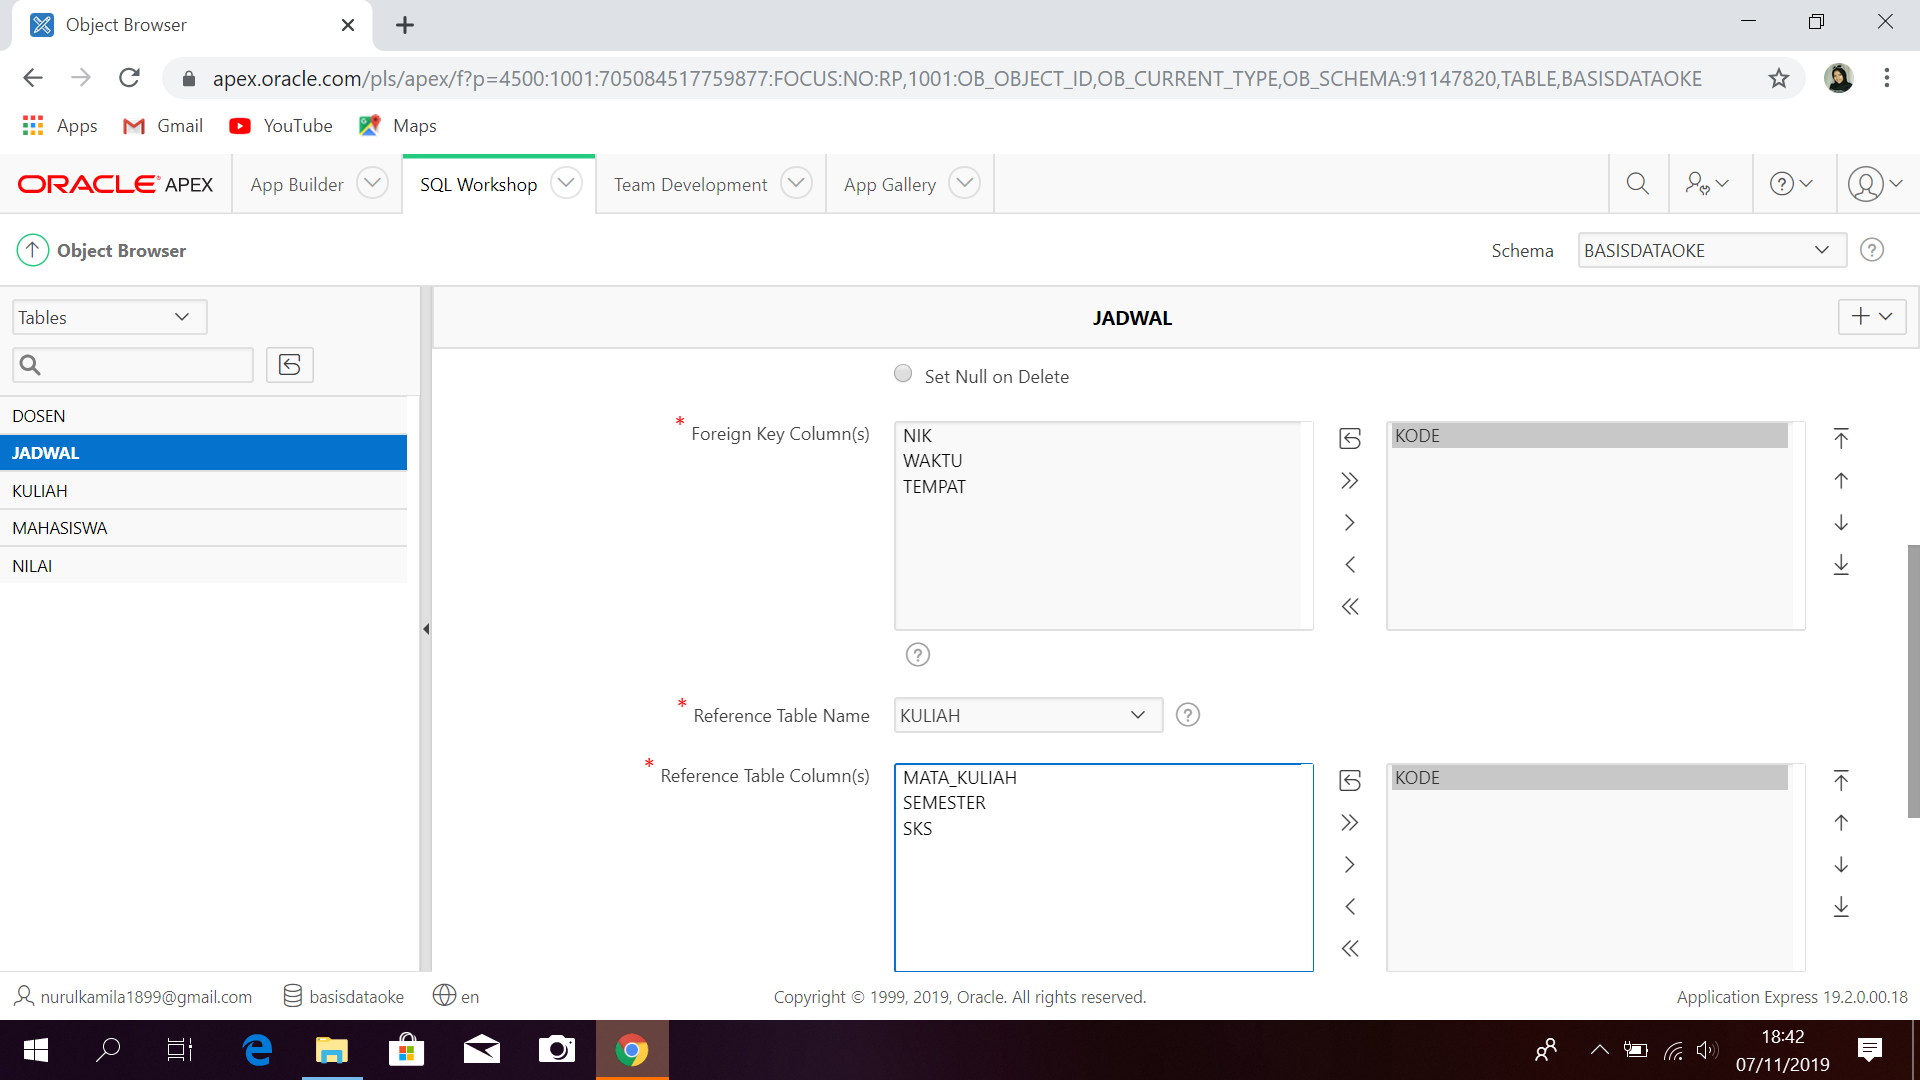 Object Browser
apex.oracle.com/pls/apex/f?p=4500:1001:705084517759877:FOCUS:NO:RP,1001:OB_OBJECT_ID,OB_CURRENT_TYPE,OB_SCHEMA:91147820,TABLE,BASISDATAOKE
Apps Gmail YouTube Maps
ORACLE APEX App Builder SQL Workshop Team Development App Gallery
Object Browser Schema BASISDATAOKE
Tables
JADWAL
DOSEN
JADWAL
KULIAH
MAHASISWA
NILAI
Set Null on Delete
* Foreign Key Column(s)
NIK
WAKTU
TEMPAT
KODE
* Reference Table Name KULIAH
* Reference Table Column(s)
MATA_KULIAH
SEMESTER
SKS
KODE
nurulkamila1899@gmail.com basisdataoke en Copyright © 1999, 2019, Oracle. All rights reserved. Application Express 19.2.0.00.18
18:42
07/11/2019